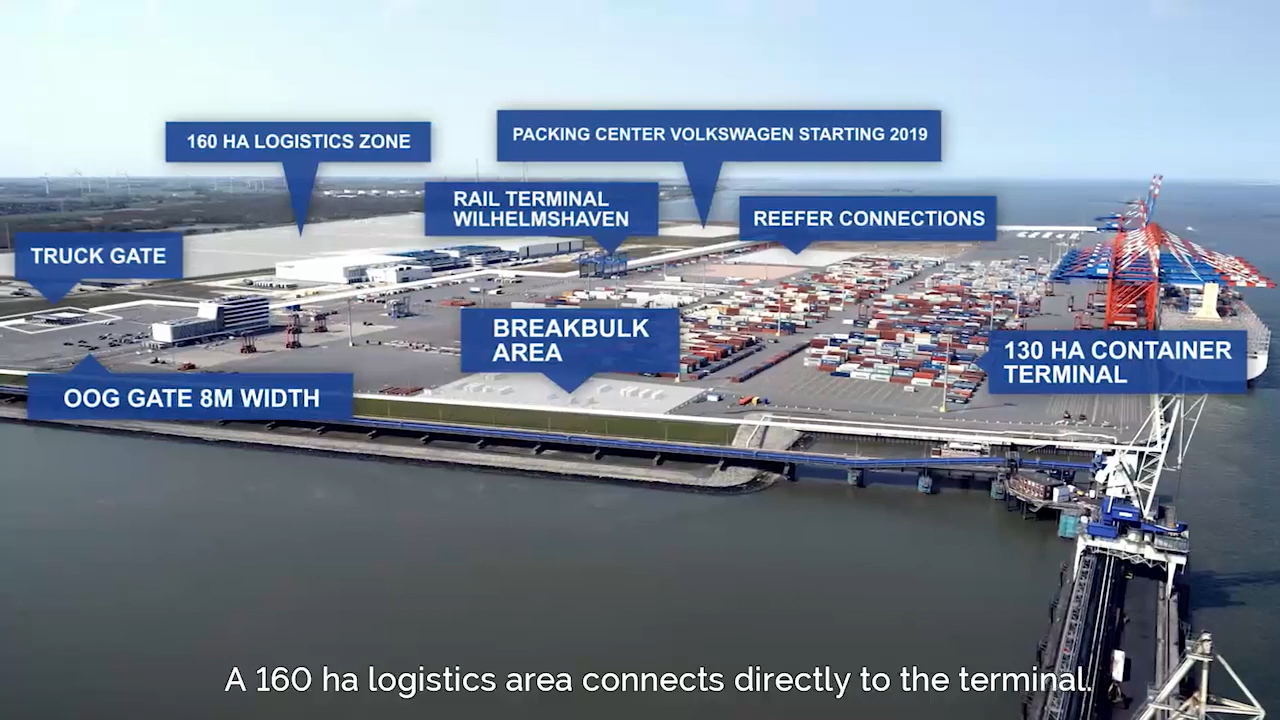 160 HA LOGISTICS ZONE
PACKING CENTER VOLKSWAGEN STARTING 2019
RAIL TERMINAL
WILHELMSHAVEN
REEFER CONNECTIONS
TRUCK GATE
BREAKBULK
AREA
130 HA CONTAINER
TERMINAL
OOG GATE 8M WIDTH
A 160 ha logistics area connects directly to the terminal.